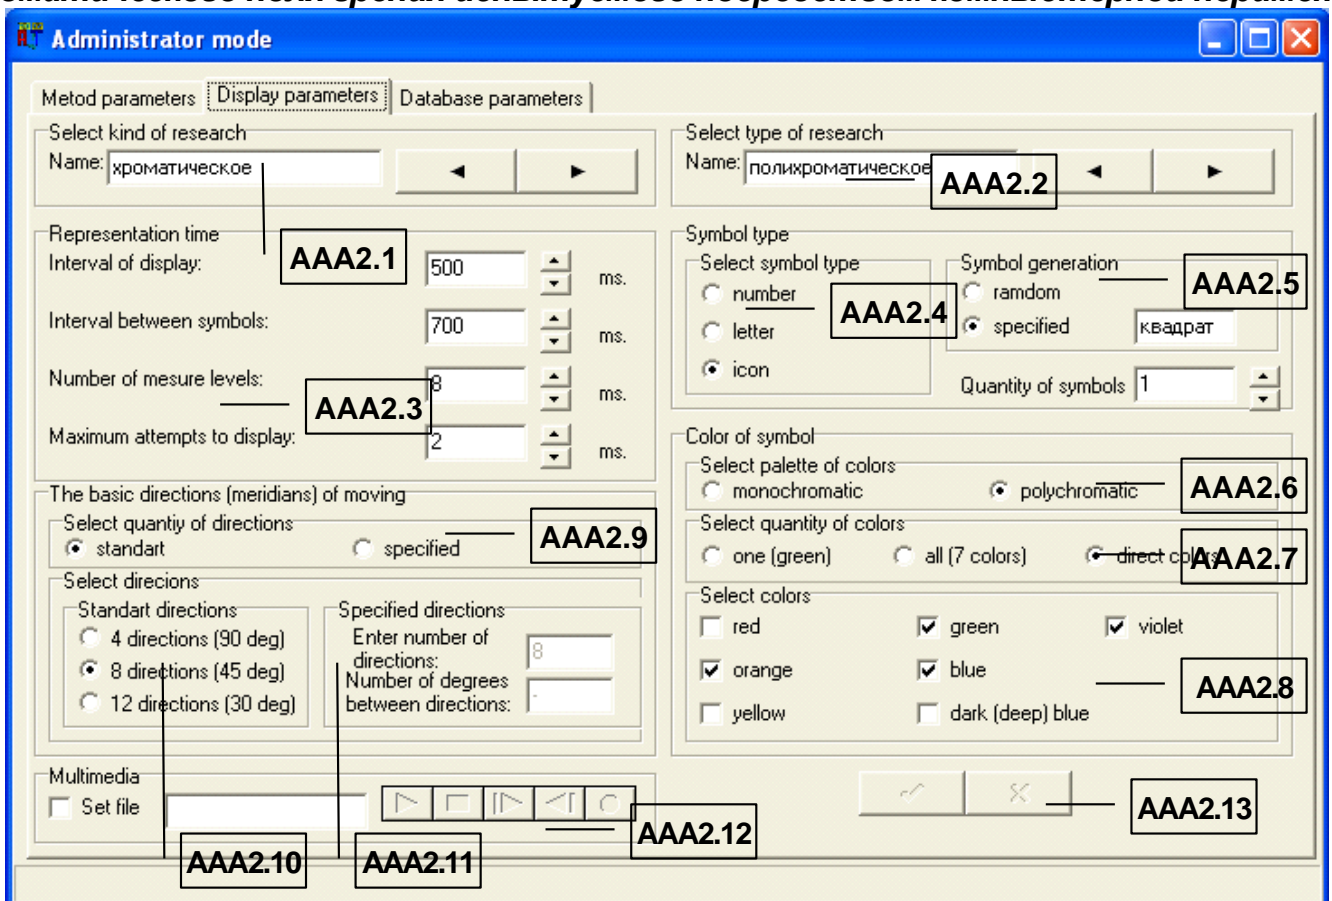 Administrator mode
Metod parameters
Display parameters
Database parameters
Select kind of research
Name: хроматическое
Select type of research
Name: полихроматическое
AAA2.2
Representation time
AAA2.1
Interval of display: 500 ms.
Interval between symbols: 700 ms.
Number of mesure levels: 8 ms.
AAA2.3
Maximum attempts to display: 2 ms.
Symbol type
Select symbol type
number
letter
icon
AAA2.4
Symbol generation
ramdom
specified квадрат
AAA2.5
Quantity of symbols 1
Color of symbol
Select palette of colors
monochromatic polychromatic
AAA2.6
Select quantity of colors
one (green) all (7 colors) direct colors
AAA2.7
Select colors
red green violet
orange blue
yellow dark (deep) blue
AAA2.8
The basic directions (meridians) of moving
Select quantiy of directions
standart specified
AAA2.9
Select direcions
Standart directions
4 directions (90 deg)
8 directions (45 deg)
12 directions (30 deg)
AAA2.10
Specified directions
Enter number of
directions: 8
Number of degrees
between directions: -
AAA2.11
Multimedia
Set file
AAA2.12
AAA2.13